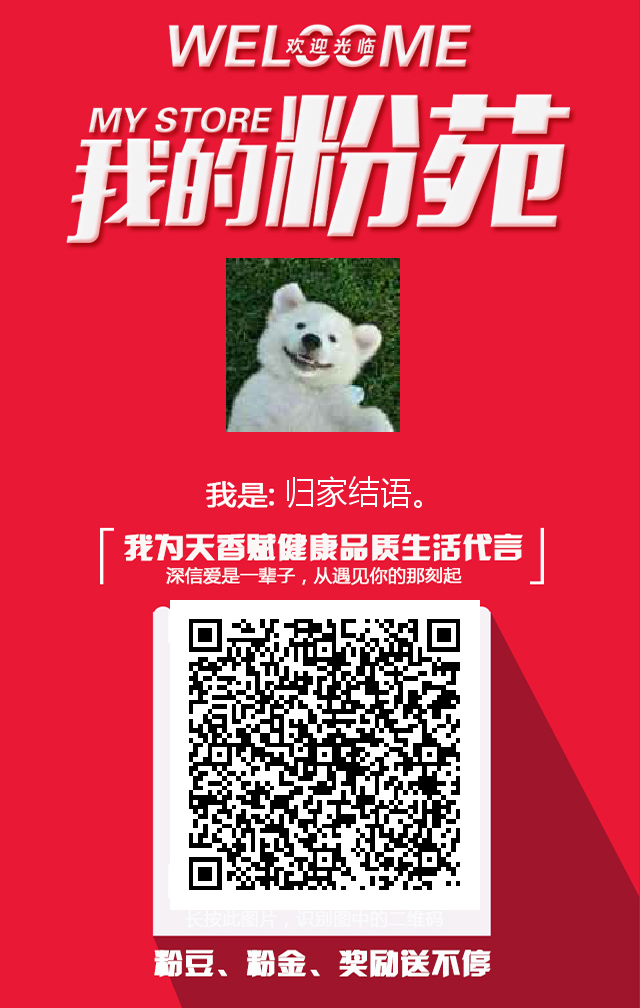 WELCOME
欢迎光临
MY STORE
我的粉苑
我是: 归家结语。
我为天香赋健康品质生活代言
深信爱是一辈子，从遇见你的那刻起
长按此图片，识别图中的二维码
粉豆、粉金、奖励送不停